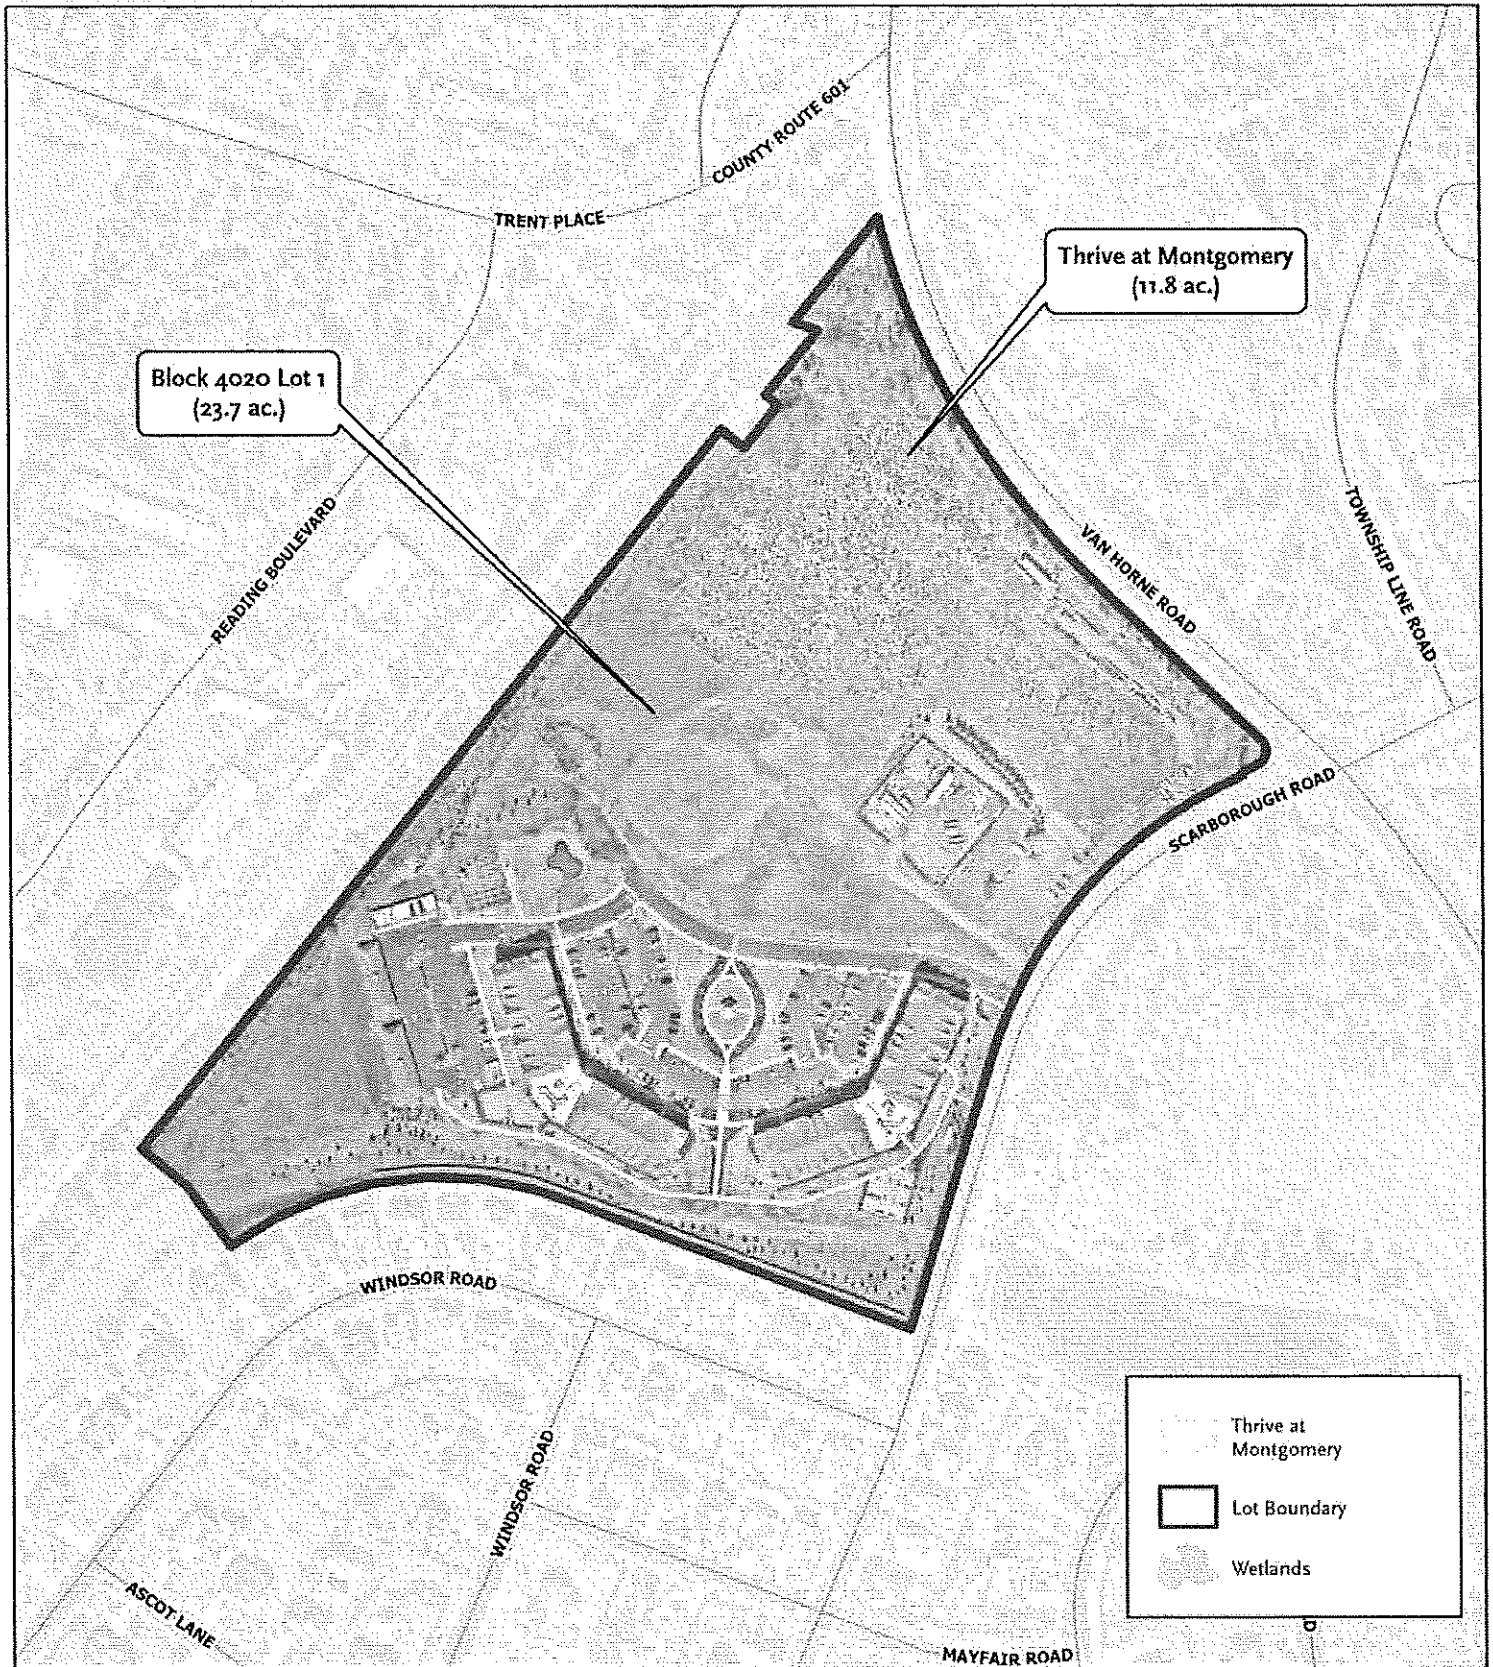 COUNTY ROUTE 601
TRENT PLACE
Thrive at Montgomery
(11.8 ac.)
Block 4020 Lot 1
(23.7 ac.)
READING BOULEVARD
VAN HORNE ROAD
TOWNSHIP LINE ROAD
SCARBOROUGH ROAD
WINDSOR ROAD
WINDSOR ROAD
ASCOT LANE
MAYFAIR ROAD
Thrive at
Montgomery
Lot Boundary
Wetlands
D